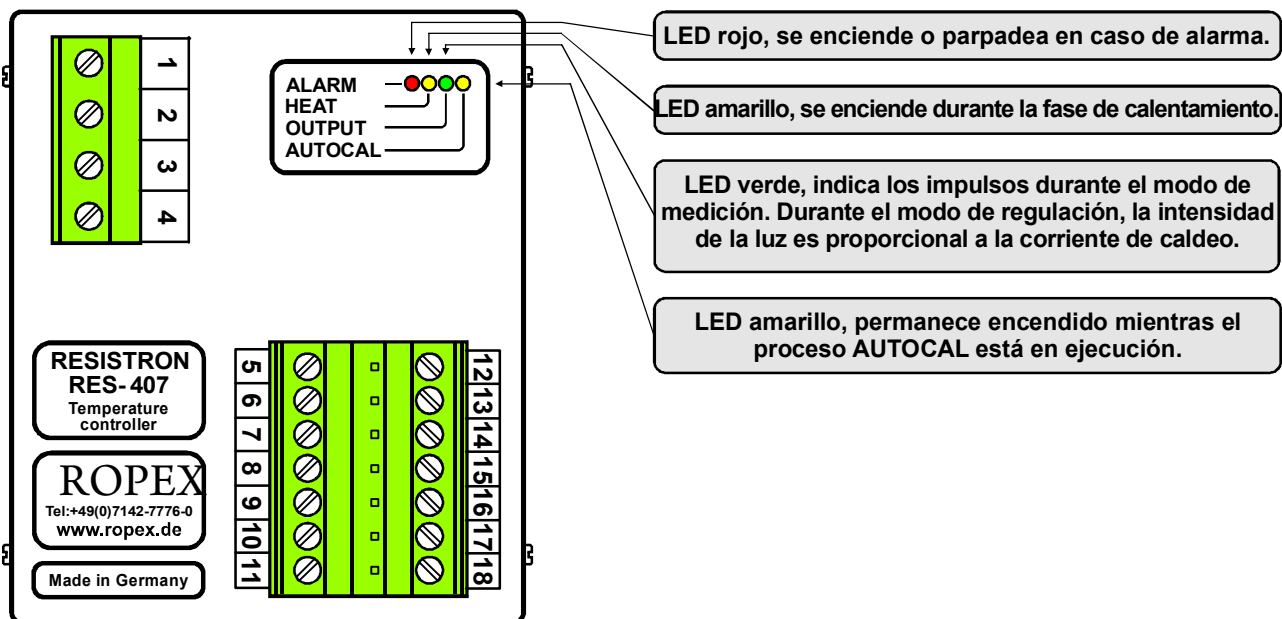 1
2
3
4
ALARM
HEAT
OUTPUT
AUTOCAL
LED rojo, se enciende o parpadea en caso de alarma.
LED amarillo, se enciende durante la fase de calentamiento.
LED verde, indica los impulsos durante el modo de
medición. Durante el modo de regulación, la intensidad
de la luz es proporcional a la corriente de caldeo.
LED amarillo, permanece encendido mientras el
proceso AUTOCAL está en ejecución.
RESISTRON
RES-407
Temperature
controller
ROPEX
Tel:+49(0)7142-7776-0
www.ropex.de
Made in Germany
5
6
7
8
9
10
11
12
13
14
15
16
17
18